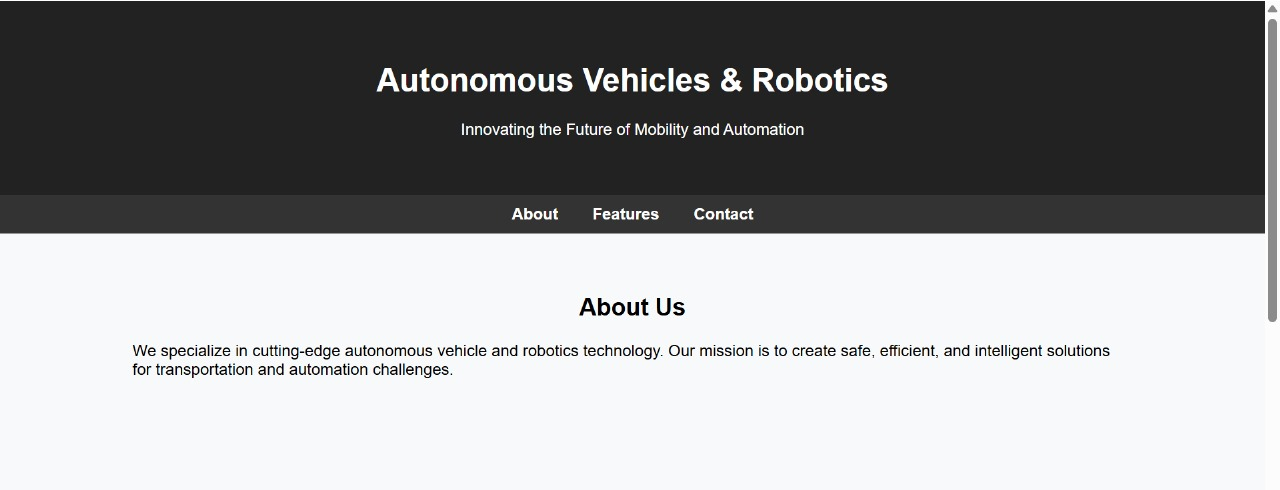 Autonomous Vehicles & Robotics
Innovating the Future of Mobility and Automation
About Features Contact
About Us
We specialize in cutting-edge autonomous vehicle and robotics technology. Our mission is to create safe, efficient, and intelligent solutions
for transportation and automation challenges.